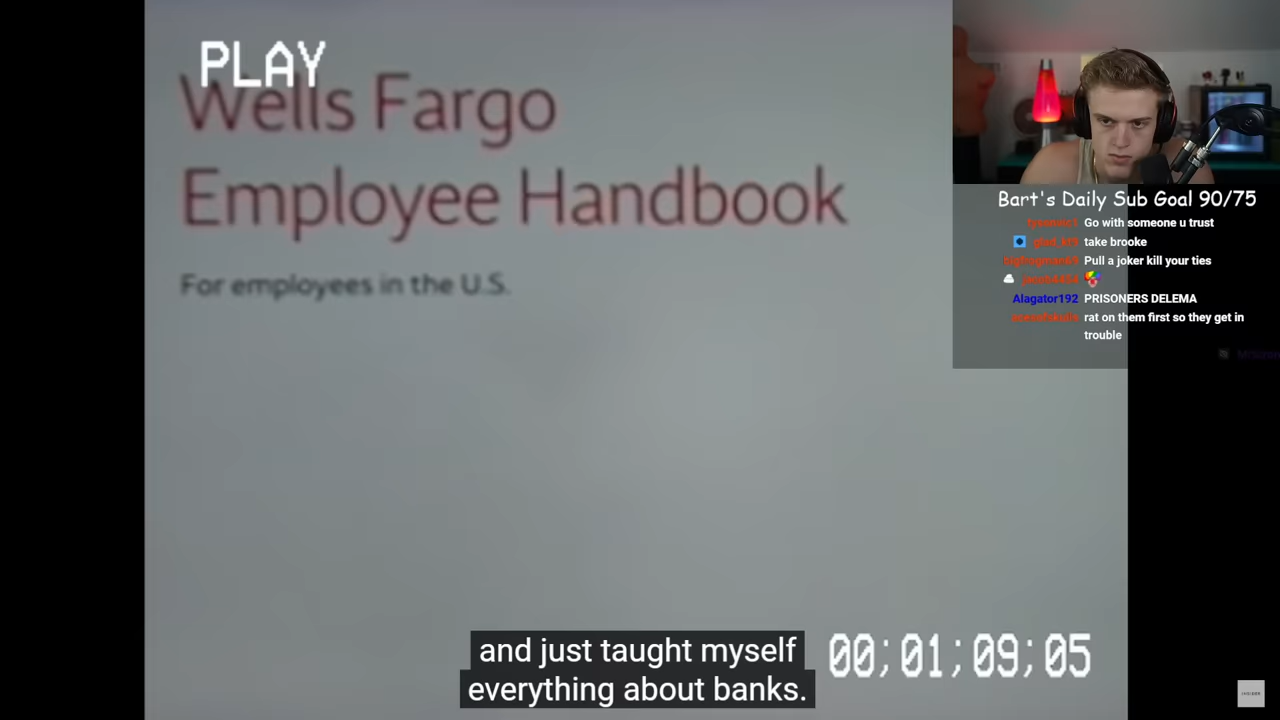 PLAY
Wells Fargo
Employee Handbook
For employees in the U.S.
Bart's Daily Sub Goal 90/75
Go with someone u trust
take brooke
Pull a joker kill your ties
Alagator192 PRISONERS DELEMA
rat on them first so they get in
trouble
and just taught myself
everything about banks.
00;01;09;05